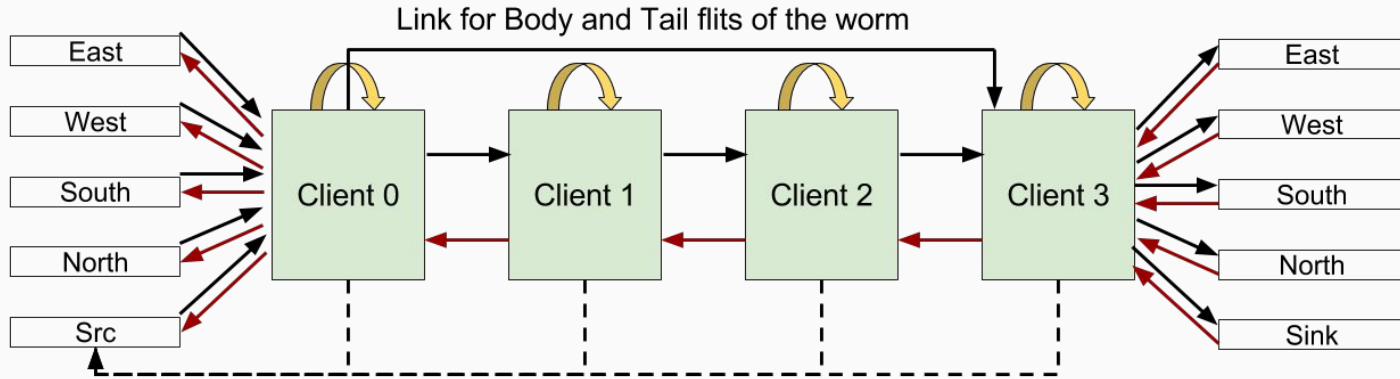 Link for Body and Tail flits of the worm
East
West
South
North
Src
Client 0
Client 1
Client 2
Client 3
East
West
South
North
Sink